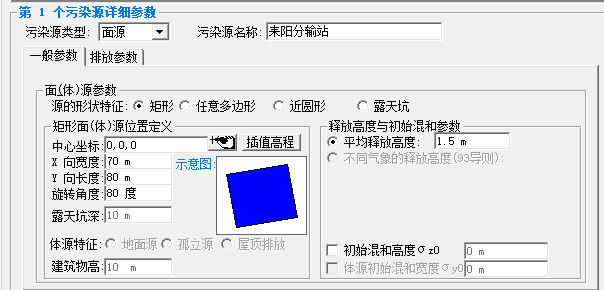 第 1 个污染源详细参数
污染源类型: 面源 污染源名称: 耒阳分输站
一般参数 排放参数
面(体)源参数
源的形状特征: 矩形 任意多边形 近圆形 露天坑
矩形面(体)源位置定义
中心坐标: 0,0,0 插值高程
X 向宽度: 70 m
Y 向长度: 80 m
旋转角度: 80 度
露天坑深: 10 m
示意图:
体源特征: 地面源 孤立源 屋顶排放
建筑物高: 10 m
释放高度与初始混和参数
平均释放高度: 1.5 m
不同气象的释放高度(93导则):
初始混和高度σz0 0 m
体源初始混和宽度σy0 0 m